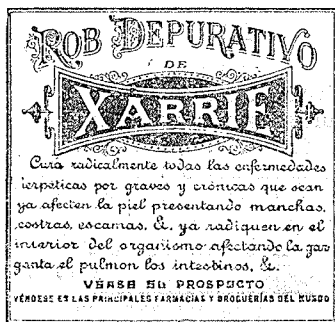 ROB DEPURATIVO
DE
XARRIE
Cura radicalmente todas las enfermedades
herpéticas por graves y crónicas que sean
ya afecten la piel presentando manchas,
costras, escamas, &. ya radiquen en el
interior del organismo afectando la gar
ganta el pulmon los intestinos, &.
VÉASE SU PROSPECTO
VÉNDESE ES LAS PRINCIPALES FARMACIAS Y DROGUERÍAS DEL MUNDO